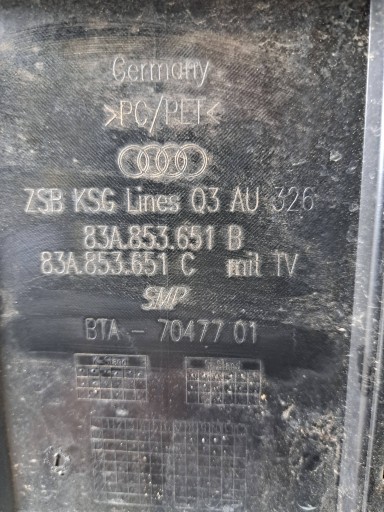 Germany
>PC/PET<
ZSB KSG Lines Q3 AU 326
83A.853.651 B
83A.853.651 C mit TV
SMP
BTA - 70477 01